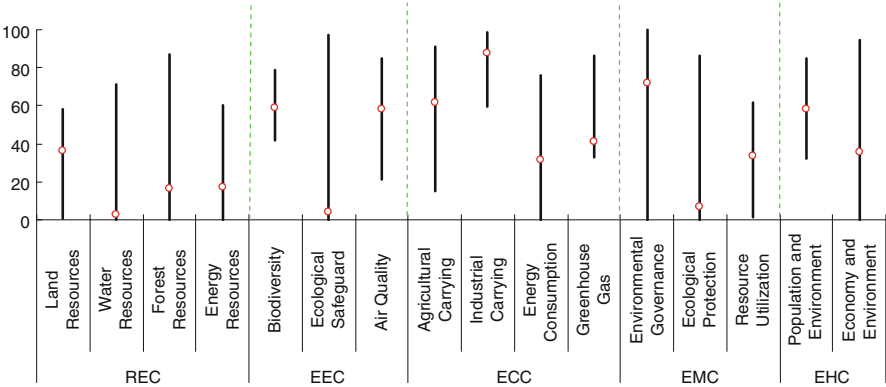 100
80
60
40
20
0
Land
Resources
Water
Resources
Forest
Resources
Energy
Resources
Biodiversity
Ecological
Safeguard
Air Quality
Agricultural
Carrying
Industrial
Carrying
Energy
Consumption
Greenhouse
Gas
Environmental
Governance
Ecological
Protection
Resource
Utilization
Population and
Environment
Economy and
Environment
REC
EEC
ECC
EMC
EHC